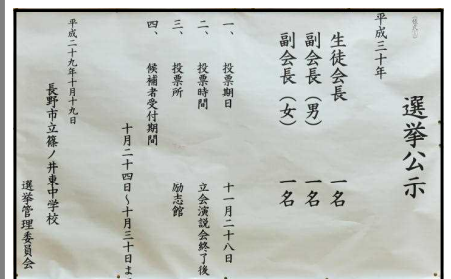 選挙公示
平成三十年
生徒会長 一名
副会長（男） 一名
副会長（女） 一名
一、 投票期日 十一月二十八日
二、 投票時間 立会演説会終了後
三、 投票所 励志館
四、 候補者受付期間
十月二十四日～十月三十日ま
平成二十九年十月十九日
長野市立篠ノ井東中学校
選挙管理委員会